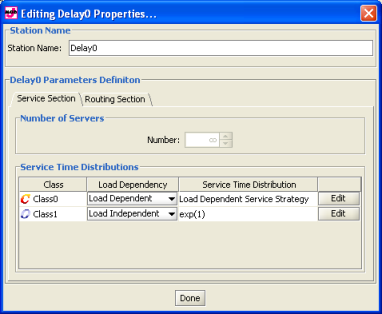 Editing Delay0 Properties...
Station Name
Station Name: Delay0
Delay0 Parameters Definiton
Service Section Routing Section
Number of Servers
Number: ∞
Service Time Distributions
Class Load Dependency Service Time Distribution
Class0 Load Dependent Load Dependent Service Strategy Edit
Class1 Load Independent exp(1) Edit
Done